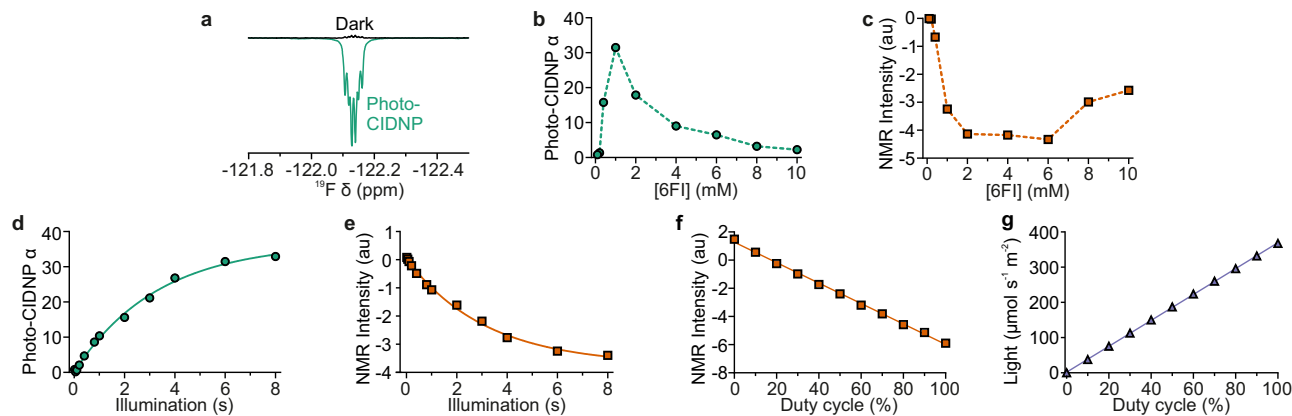 a
Dark
Photo-
CIDNP
-121.8 -122.0 -122.2 -122.4
¹⁹F δ (ppm)
b
Photo-CIDNP α
40
30
20
10
0
0 2 4 6 8 10
[6FI] (mM)
c
NMR Intensity (au)
0
-1
-2
-3
-4
-5
0 2 4 6 8 10
[6FI] (mM)
d
Photo-CIDNP α
40
30
20
10
0
0 2 4 6 8
Illumination (s)
e
NMR Intensity (au)
1
0
-1
-2
-3
-4
0 2 4 6 8
Illumination (s)
f
NMR Intensity (au)
2
0
-2
-4
-6
-8
0 20 40 60 80 100
Duty cycle (%)
g
Light (μmol s⁻¹ m⁻²)
400
300
200
100
0
0 20 40 60 80 100
Duty cycle (%)